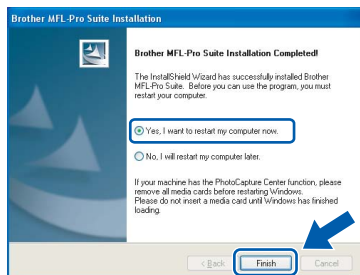 Brother MFL-Pro Suite Installation
Brother MFL-Pro Suite Installation Completed!
The InstallShield Wizard has successfully installed Brother
MFL-Pro Suite. Before you can use the program, you must
restart your computer.
Yes, I want to restart my computer now.
No, I will restart my computer later.
If your machine has the PhotoCapture Center function, please
remove all media cards before restarting Windows.
Please do not insert a media card until Windows has finished
loading.
< Back
Finish
Cancel